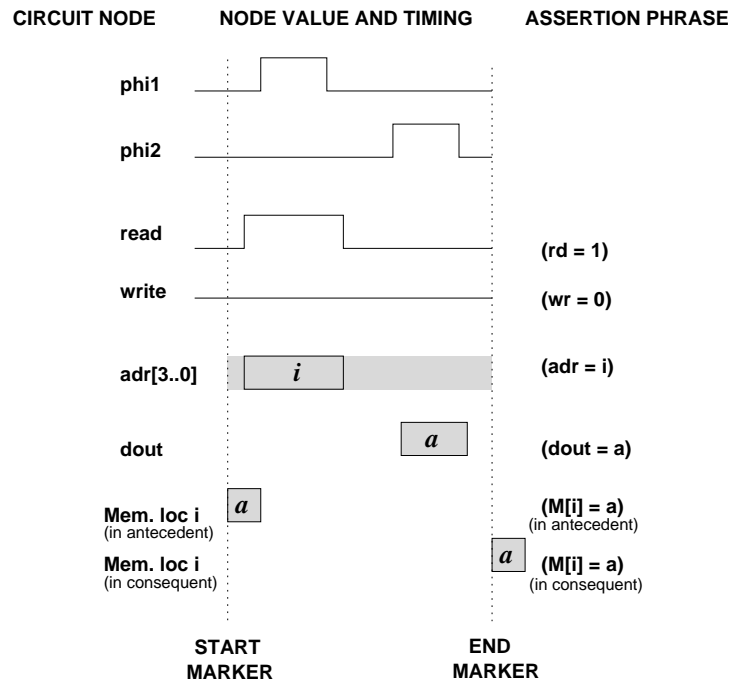 CIRCUIT NODE NODE VALUE AND TIMING ASSERTION PHRASE
phi1
phi2
read (rd = 1)
write (wr = 0)
adr[3..0] i (adr = i)
dout a (dout = a)
Mem. loc i a (M[i] = a)
(in antecedent) (in antecedent)
Mem. loc i a (M[i] = a)
(in consequent) (in consequent)
START END
MARKER MARKER